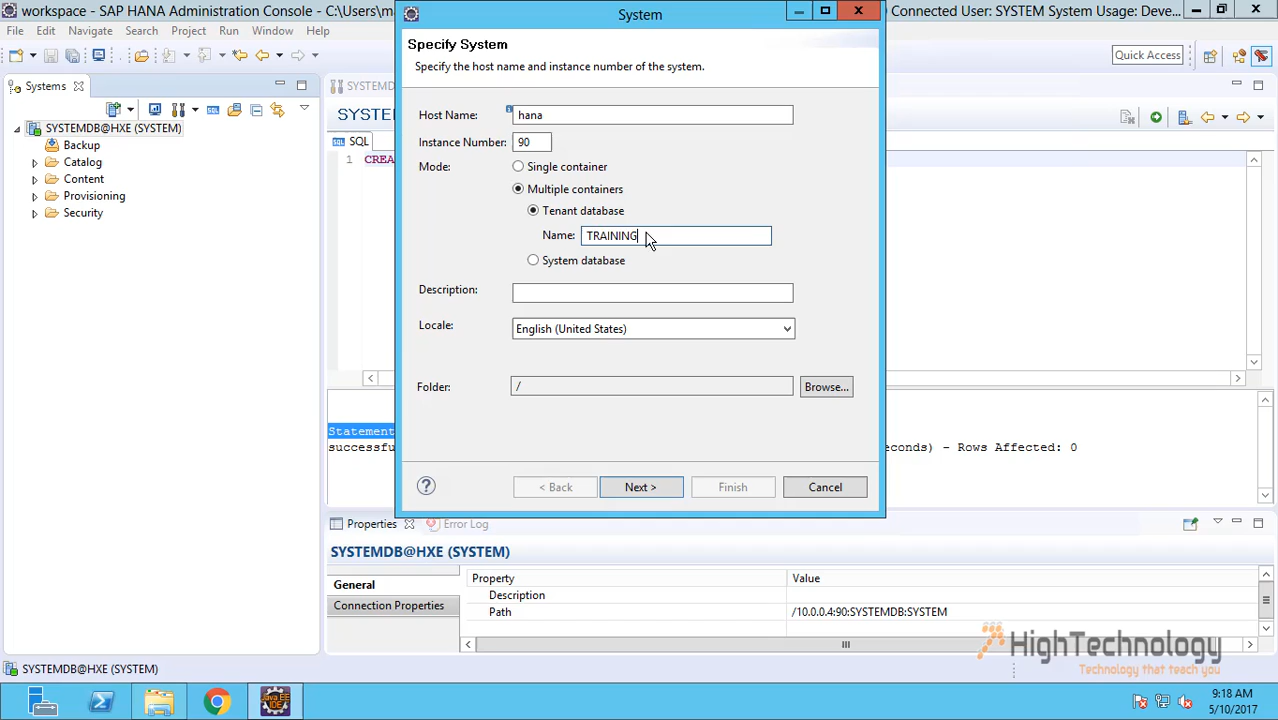 workspace - SAP HANA Administration Console - C:\Users\m
System
Connected User: SYSTEM System Usage: Deve...
File Edit Navigate Search Project Run Window Help
Quick Access
Systems
SYSTEMDB@HXE (SYSTEM)
Backup
Catalog
Content
Provisioning
Security
SYSTEMD
SYSTE
SQL
1 CREA
Specify System
Specify the host name and instance number of the system.
Host Name: hana
Instance Number: 90
Mode: Single container
Multiple containers
Tenant database
Name: TRAINING
System database
Description:
Locale: English (United States)
Folder: / Browse...
< Back Next > Finish Cancel
Statement
successfu
conds) - Rows Affected: 0
Properties Error Log
SYSTEMDB@HXE (SYSTEM)
General
Connection Properties
Property Value
Description
Path /10.0.0.4:90:SYSTEMDB:SYSTEM
HighTechnology
Technology that teach you
SYSTEMDB@HXE (SYSTEM)
Java EE
IDE
9:18 AM
5/10/2017